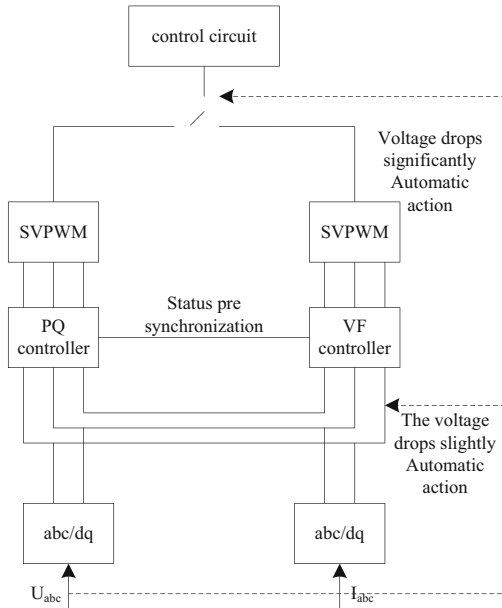 control circuit
Voltage drops
significantly
Automatic
action
SVPWM
SVPWM
Status pre
synchronization
PQ
controller
VF
controller
The voltage
drops slightly
Automatic
action
abc/dq
abc/dq
Uabc
Iabc